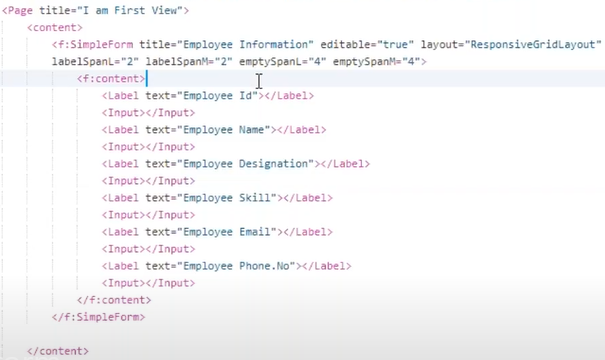 <Page title="I am First View">
<content>
<f:SimpleForm title="Employee Information" editable="true" layout="ResponsiveGridLayout"
labelSpanL="2" labelSpanM="2" emptySpanL="4" emptySpanM="4">
<f:content>
<Label text="Employee Id"></Label>
<Input></Input>
<Label text="Employee Name"></Label>
<Input></Input>
<Label text="Employee Designation"></Label>
<Input></Input>
<Label text="Employee Skill"></Label>
<Input></Input>
<Label text="Employee Email"></Label>
<Input></Input>
<Label text="Employee Phone.No"></Label>
<Input></Input>
</f:content>
</f:SimpleForm>
</content>